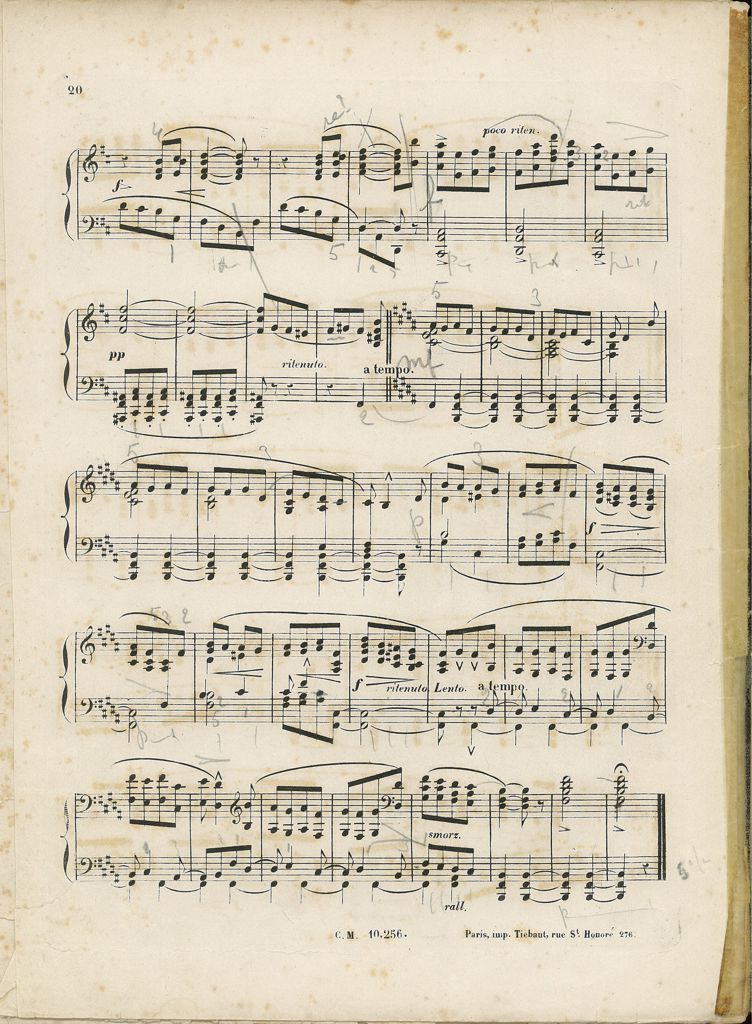 20
poco riten.
f
pp
ritenuto.
a tempo.
mf
f
f
ritenuto. Lento.
a tempo.
smorz.
rall.
C. M. 10,256.
Paris, imp. Tiebaut, rue St. Honoré 276.